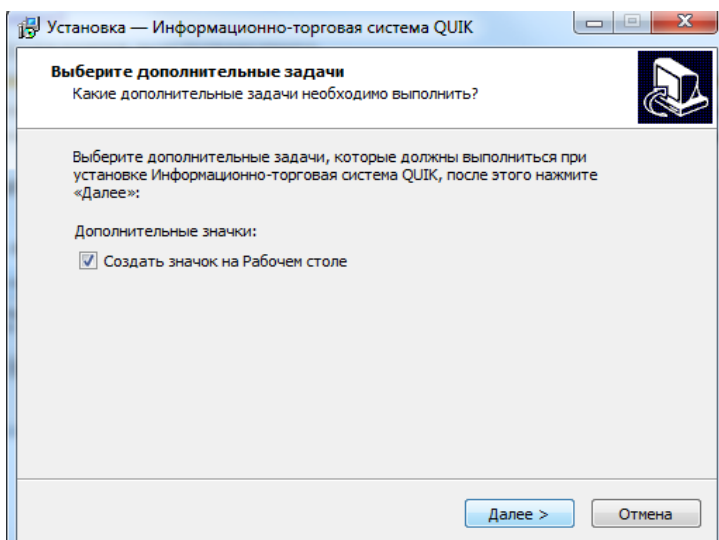 Установка — Информационно-торговая система QUIK
Выберите дополнительные задачи
Какие дополнительные задачи необходимо выполнить?
Выберите дополнительные задачи, которые должны выполниться при
установке Информационно-торговая система QUIK, после этого нажмите
«Далее»:
Дополнительные значки:
Создать значок на Рабочем столе
Далее >
Отмена